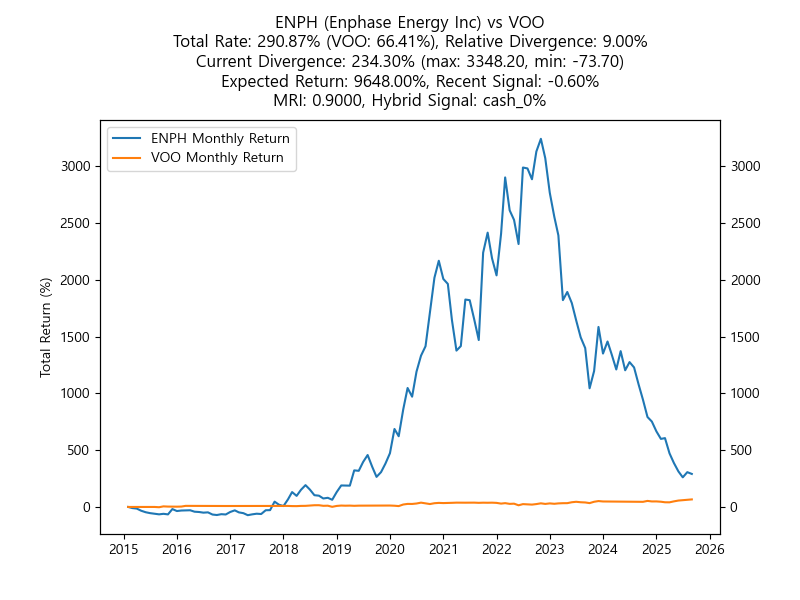 ENPH (Enphase Energy Inc) vs VOO
Total Rate: 290.87% (VOO: 66.41%), Relative Divergence: 9.00%
Current Divergence: 234.30% (max: 3348.20, min: -73.70)
Expected Return: 9648.00%, Recent Signal: -0.60%
MRI: 0.9000, Hybrid Signal: cash_0%
ENPH Monthly Return
VOO Monthly Return
Total Return (%)
3000
2500
2000
1500
1000
500
0
3000
2500
2000
1500
1000
500
0
2015 2016 2017 2018 2019 2020 2021 2022 2023 2024 2025 2026